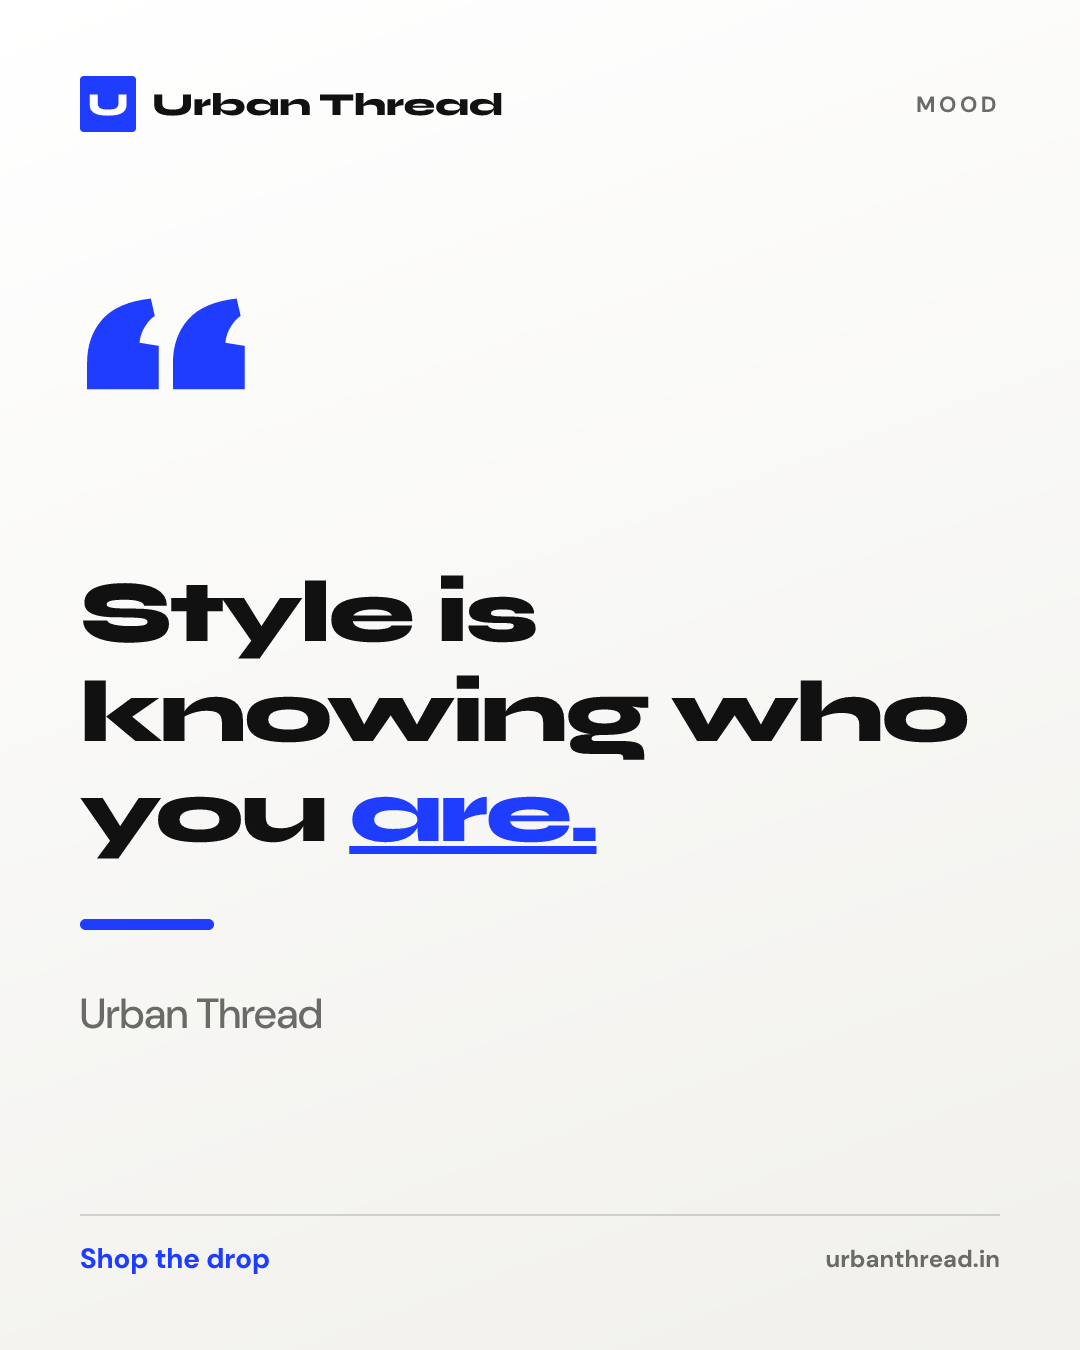 U Urban Thread
MOOD
“
Style is
knowing who
you are.
Urban Thread
Shop the drop
urbanthread.in